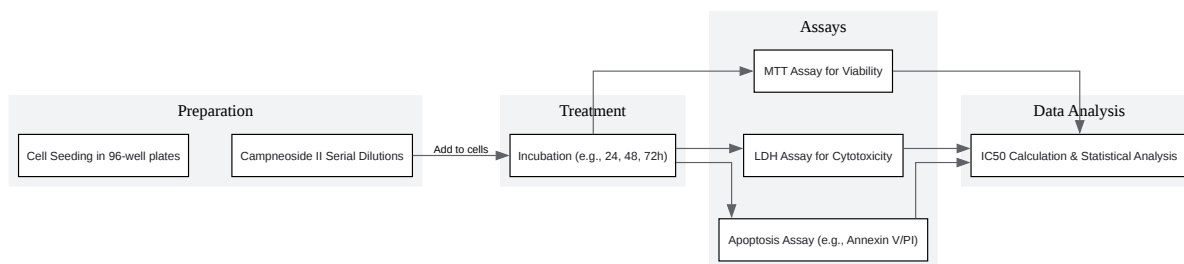 Preparation
Cell Seeding in 96-well plates
Campneoside II Serial Dilutions
Add to cells
Treatment
Incubation (e.g., 24, 48, 72h)
Assays
MTT Assay for Viability
LDH Assay for Cytotoxicity
Apoptosis Assay (e.g., Annexin V/PI)
Data Analysis
IC50 Calculation & Statistical Analysis